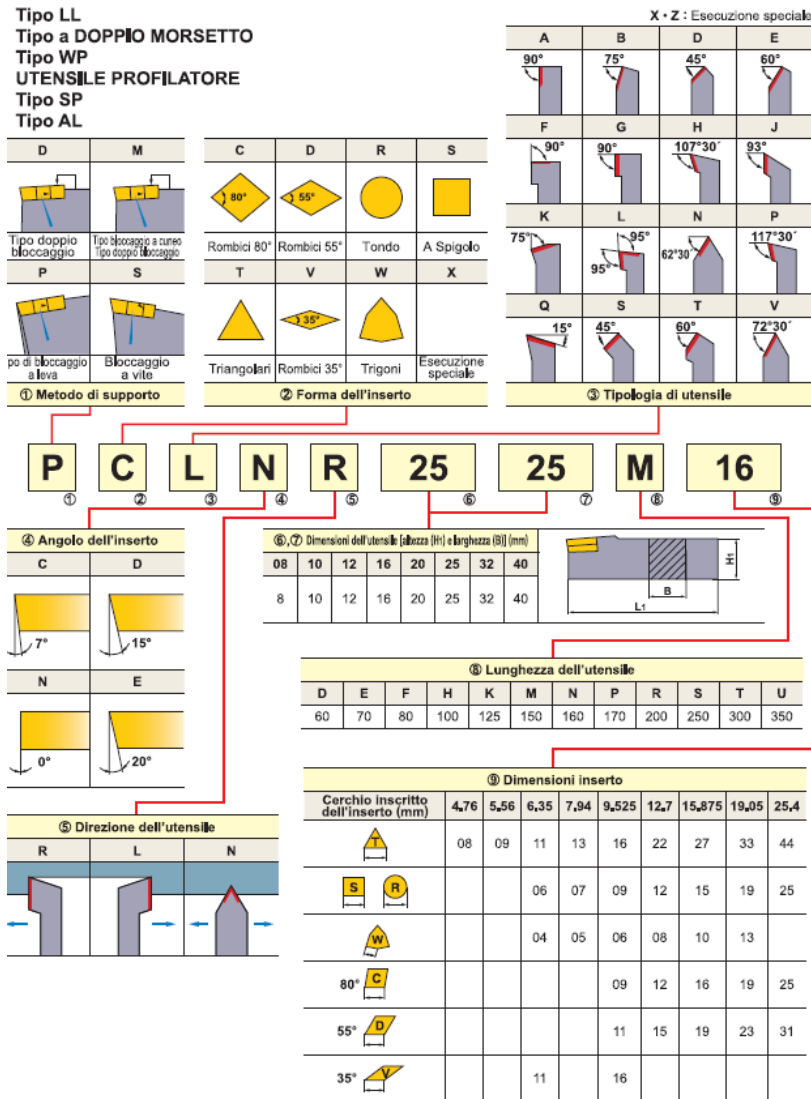 Tipo LL
Tipo a DOPPIO MORSETTO
Tipo WP
UTENSILE PROFILATORE
Tipo SP
Tipo AL
X・Z : Esecuzione speciale
D M
Tipo doppio bloccaggio
Tipo bloccaggio a cuneo
Tipo doppio bloccaggio
P S
po di bloccaggio a leva
Bloccaggio a vite
① Metodo di supporto
C D R S
80° 55°
Rombici 80° Rombici 55° Tondo A Spigolo
T V W X
35°
Triangolari Rombici 35° Trigoni Esecuzione speciale
② Forma dell'inserto
A B D E
90° 75° 45° 60°
F G H J
90° 90° 107°30´ 93°
K L N P
75° 95° 95° 62°30´ 117°30´
Q S T V
15° 45° 60° 72°30´
③ Tipologia di utensile
P C L N R 25 25 M 16
① ② ③ ④ ⑤ ⑥ ⑦ ⑧ ⑨
④ Angolo dell'inserto
C D
7° 15°
N E
0° 20°
⑥,⑦ Dimensioni dell'utensile [altezza (H1) e larghezza (B)] (mm)
08 10 12 16 20 25 32 40
8 10 12 16 20 25 32 40
H1
B
L1
⑧ Lunghezza dell'utensile
D E F H K M N P R S T U
60 70 80 100 125 150 160 170 200 250 300 350
⑤ Direzione dell'utensile
R L N
⑨ Dimensioni inserto
Cerchio inscritto dell'inserto (mm) 4,76 5,56 6,35 7,94 9,525 12,7 15,875 19,05 25,4
T 08 09 11 13 16 22 27 33 44
S R 06 07 09 12 15 19 25
W 04 05 06 08 10 13
80° C 09 12 16 19 25
55° D 11 15 19 23 31
35° V 11 16